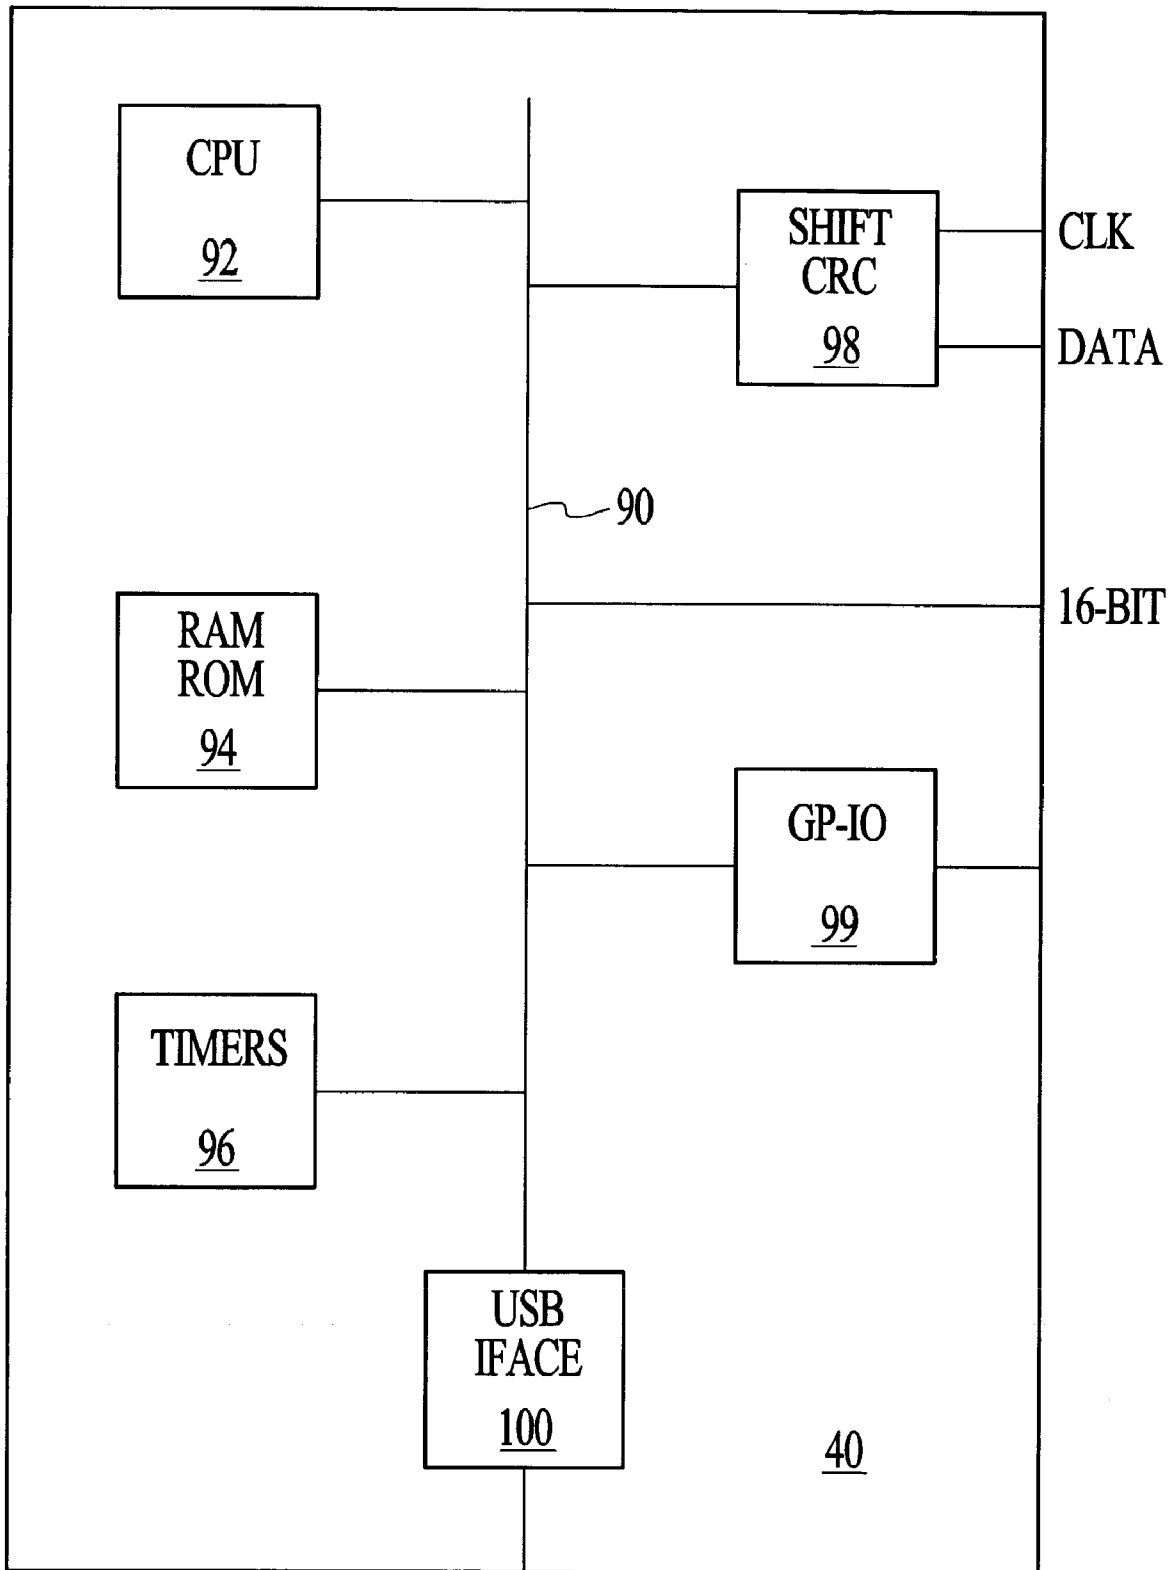 CPU
92
SHIFT
CRC
98
CLK
DATA
90
16-BIT
RAM
ROM
94
GP-IO
99
TIMERS
96
USB
IFACE
100
40